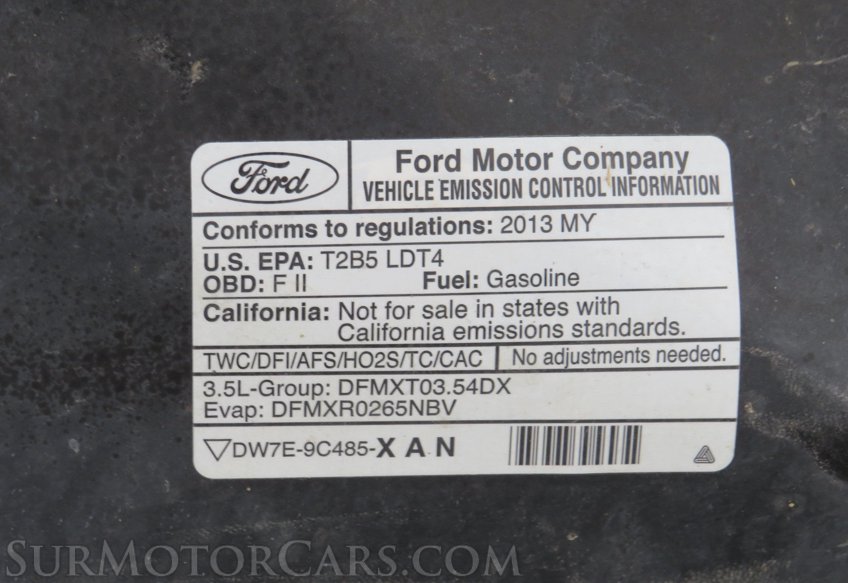 Ford
Ford Motor Company
VEHICLE EMISSION CONTROL INFORMATION
Conforms to regulations: 2013 MY
U.S. EPA: T2B5 LDT4
OBD: F II Fuel: Gasoline
California: Not for sale in states with
California emissions standards.
TWC/DFI/AFS/HO2S/TC/CAC No adjustments needed.
3.5L-Group: DFMXT03.54DX
Evap: DFMXR0265NBV
▽DW7E-9C485-X A N
SurMotorCars.com